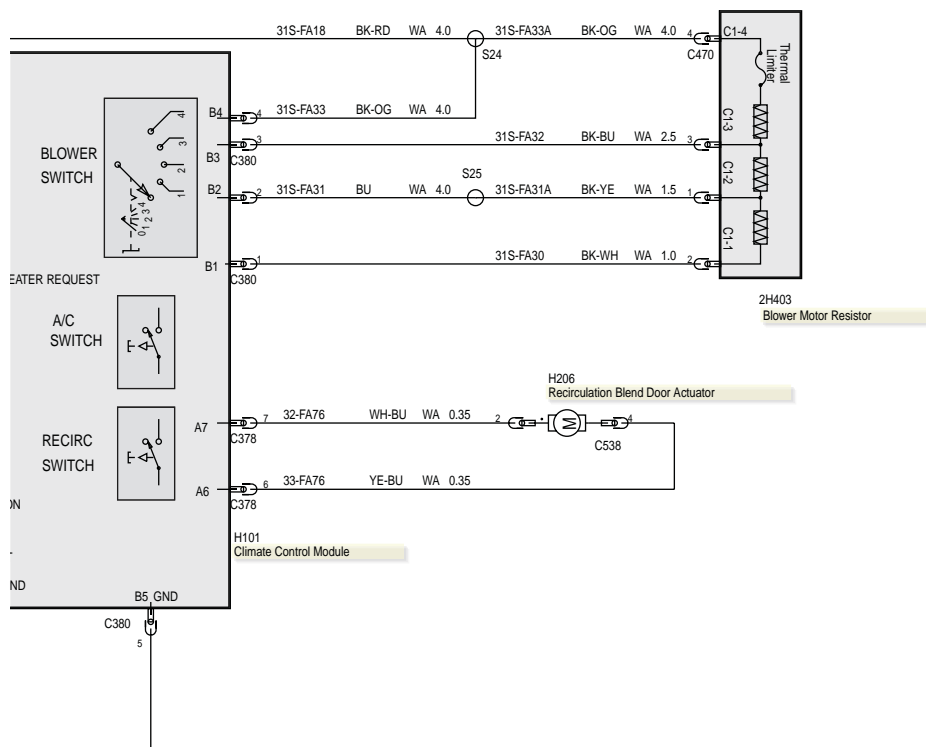 31S-FA18 BK-RD WA 4.0 31S-FA33A BK-OG WA 4.0 4 C1-4
S24 C470
Thermal
Limiter
4
B4 4 31S-FA33 BK-OG WA 4.0
C1-3
3
B3 3 31S-FA32 BK-BU WA 2.5 3
C380
BLOWER
SWITCH
2
S25
C1-2
B2 2 31S-FA31 BU WA 4.0 31S-FA31A BK-YE WA 1.5 1
1
0 1 2 3 4
C1-1
B1 1 31S-FA30 BK-WH WA 1.0 2
C380
EATER REQUEST
2H403
Blower Motor Resistor
A/C
SWITCH
H206
Recirculation Blend Door Actuator
A7 7 32-FA76 WH-BU WA 0.35 2 M 4
C378 C538
RECIRC
SWITCH
A6 6 33-FA76 YE-BU WA 0.35
C378
ON
H101
Climate Control Module
ND
B5 GND
C380
5